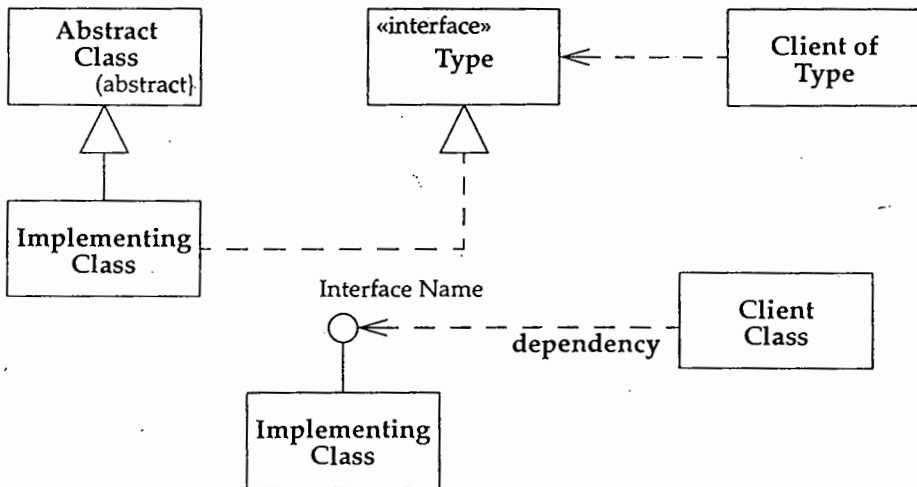 Abstract
Class
(abstract}
«interface»
Type
Client of
Type
Implementing
Class
Interface Name
dependency
Client
Class
Implementing
Class